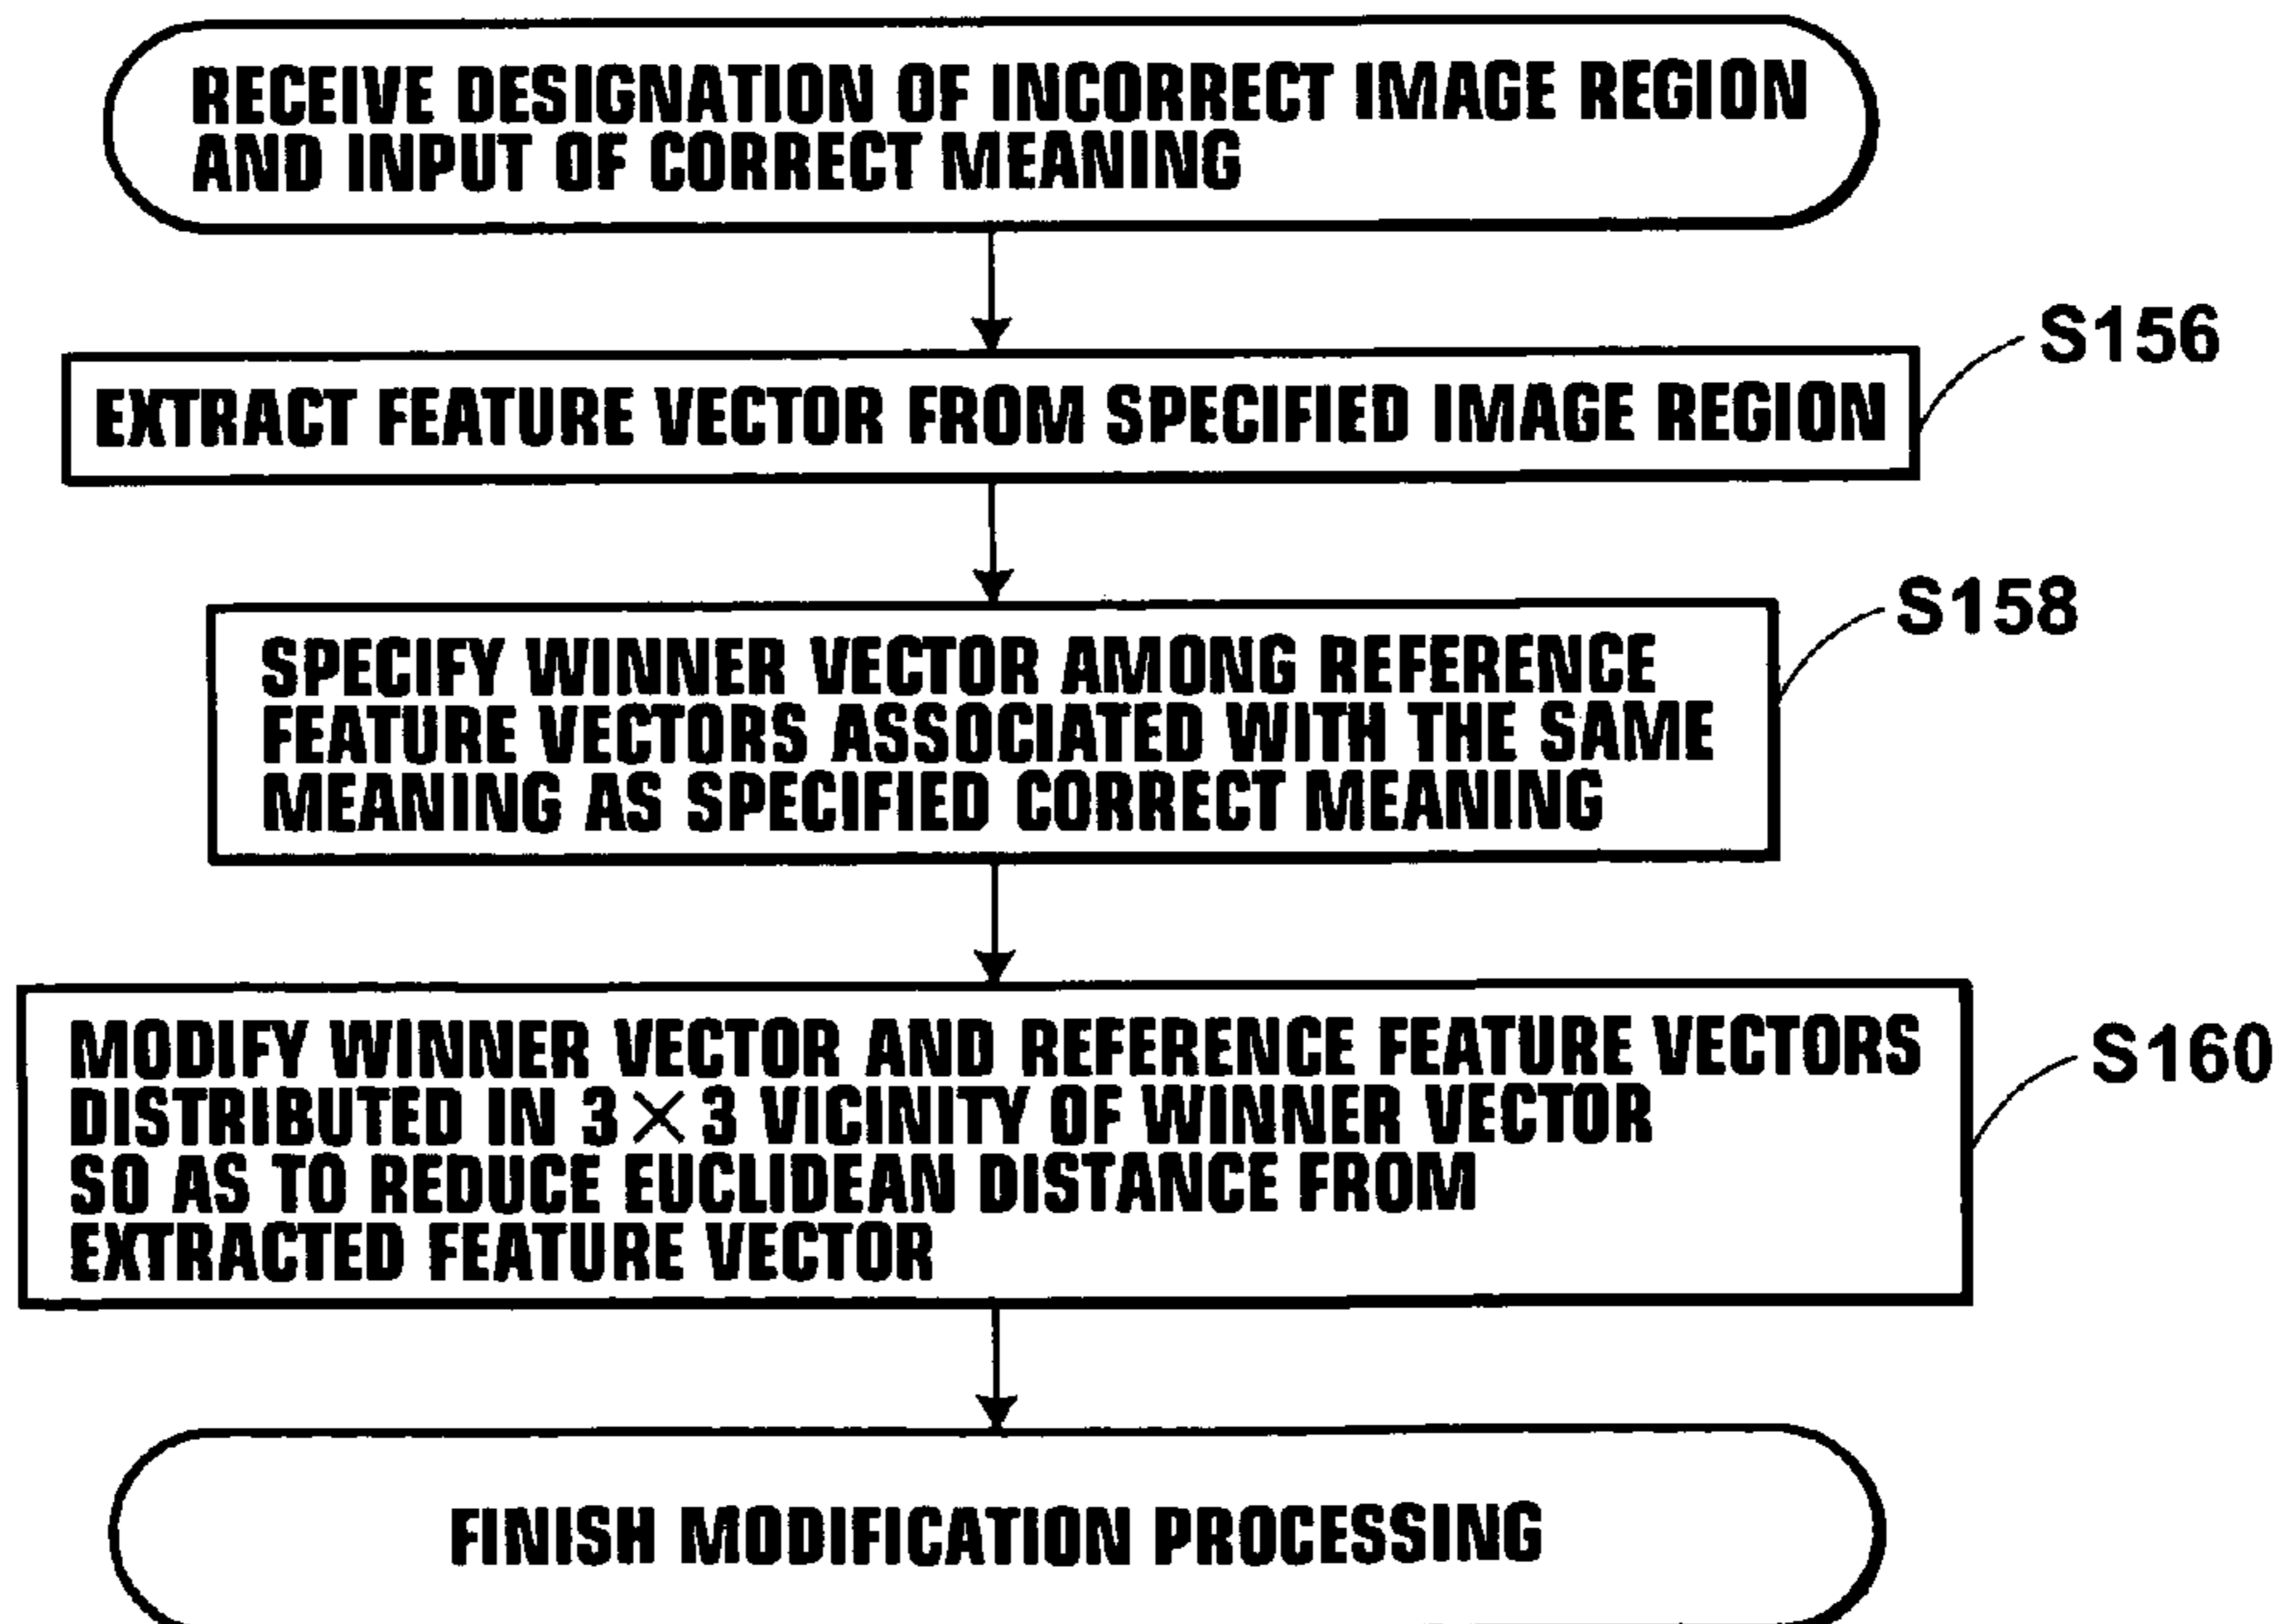 RECEIVE DESIGNATION OF INCORRECT IMAGE REGION
AND INPUT OF CORRECT MEANING
S156
EXTRACT FEATURE VECTOR FROM SPECIFIED IMAGE REGION
S158
SPECIFY WINNER VECTOR AMONG REFERENCE
FEATURE VECTORS ASSOCIATED WITH THE SAME
MEANING AS SPECIFIED CORRECT MEANING
S160
MODIFY WINNER VECTOR AND REFERENCE FEATURE VECTORS
DISTRIBUTED IN 3×3 VICINITY OF WINNER VECTOR
SO AS TO REDUCE EUCLIDEAN DISTANCE FROM
EXTRACTED FEATURE VECTOR
FINISH MODIFICATION PROCESSING